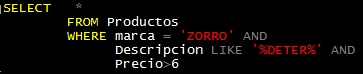 SELECT *
FROM Productos
WHERE marca = 'ZORRO' AND
Descripcion LIKE '%DETER%' AND
Precio>6